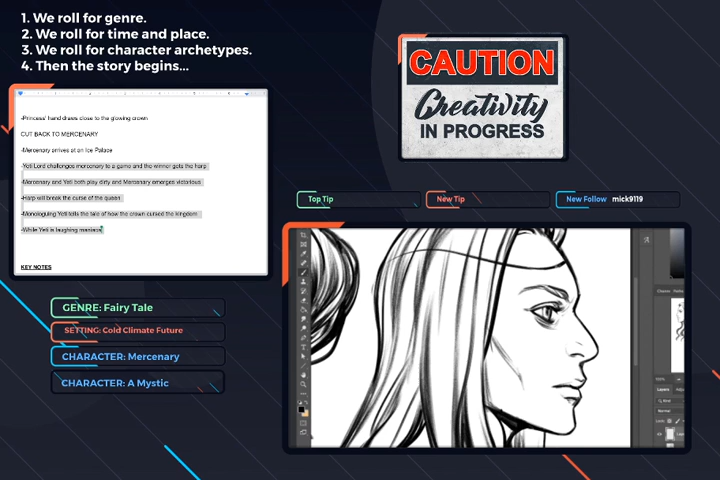 1. We roll for genre.
2. We roll for time and place.
3. We roll for character archetypes.
4. Then the story begins...
CAUTION
Creativity
IN PROGRESS
-Princess' hand draws close to the glowing crown
CUT BACK TO MERCENARY
-Mercenary arrives at an Ice Palace
-Yeti Lord challenges mercenary to a game and the winner gets the harp
-Mercenary and Yeti both play dirty and Mercenary emerges victorious
-Harp will break the curse of the queen
-Monologuing Yeti tells the tale of how the crown cursed the kingdom
-While Yeti is laughing maniaca
KEY NOTES
Top Tip
New Tip
New Follow mick9119
GENRE: Fairy Tale
SETTING: Cold Climate Future
CHARACTER: Mercenary
CHARACTER: A Mystic
Layers
Normal